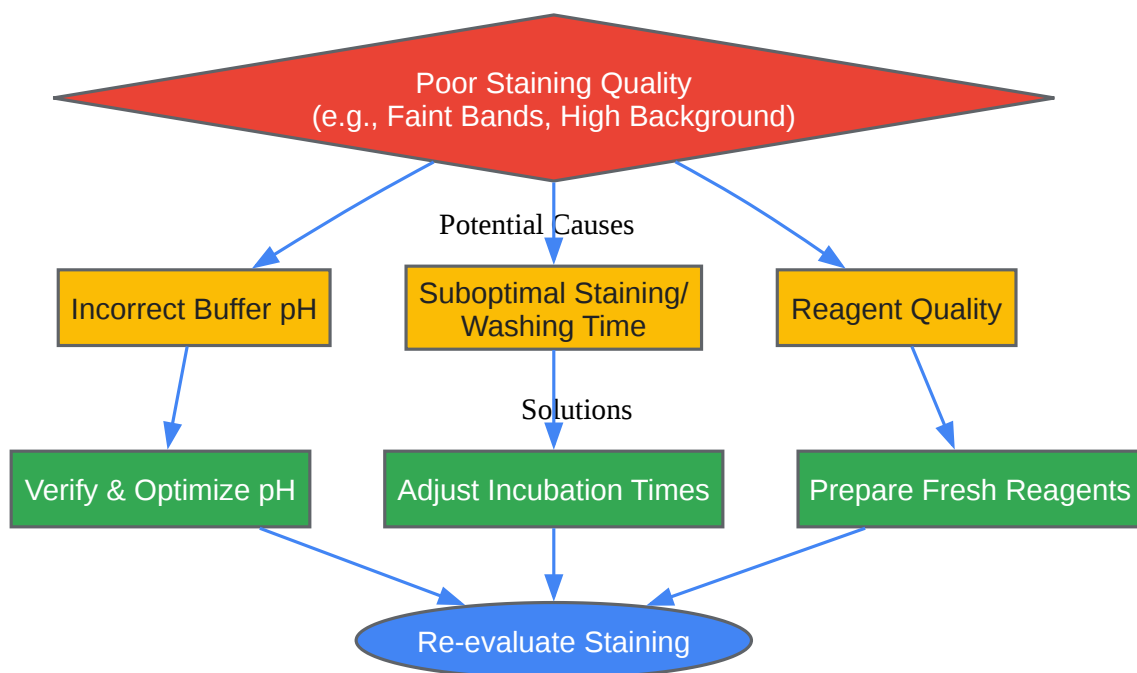 Poor Staining Quality
(e.g., Faint Bands, High Background)
Potential Causes
Incorrect Buffer pH
Suboptimal Staining/
Washing Time
Reagent Quality
Solutions
Verify & Optimize pH
Adjust Incubation Times
Prepare Fresh Reagents
Re-evaluate Staining